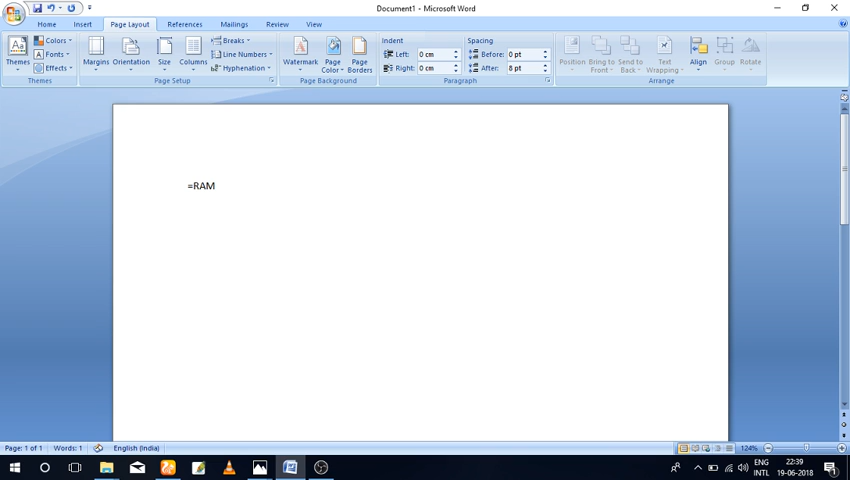 Document1 - Microsoft Word
Home Insert Page Layout References Mailings Review View
Themes
Colors
Fonts
Effects
Themes
Margins Orientation Size Columns
Breaks
Line Numbers
Hyphenation
Page Setup
Watermark Page Color Page Borders
Page Background
Indent
Left: 0 cm
Right: 0 cm
Spacing
Before: 0 pt
After: 8 pt
Paragraph
Position Bring to Front Send to Back Text Wrapping Align Group Rotate
Arrange
=RAM
Page: 1 of 1 Words: 1 English (India) 124%
ENG 22:39
INTL 19-06-2018 1